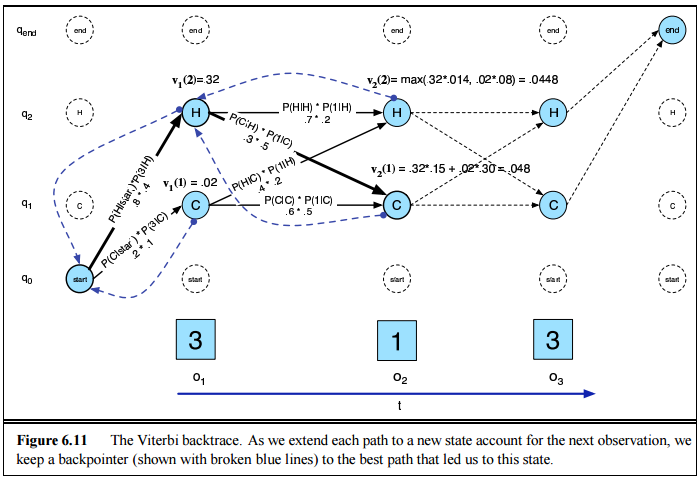 q_end
end
end
end
end
end
v₁(2)=.32
v₂(2)= max(.32*.014, .02*.08) = .0448
q₂
H
H
P(H|H) * P(1|H)
.7 * .2
H
H
H
P(C|H) * P(1|C)
.3 * .5
P(H|C) * P(1|H)
.4 * .2
v₂(1) = .32*.15 + .02*.30 = .048
P(H|start)*P(3|H)
.8 * .4
v₁(1) = .02
q₁
C
C
P(C|C) * P(1|C)
.6 * .5
C
C
C
P(C|start) * P(3|C)
.2 * .1
q₀
start
start
start
start
start
3
1
3
o₁
o₂
o₃
t
Figure 6.11 The Viterbi backtrace. As we extend each path to a new state account for the next observation, we
keep a backpointer (shown with broken blue lines) to the best path that led us to this state.